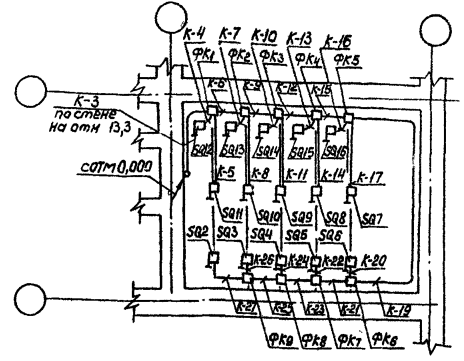 К-4 К-7 К-10 К-13 К-16
ФК1 ФК2 ФК3 ФК4 ФК5
К-6 К-9 К-12 К-15
К-3
по стене
на отм 13,3
с отм 0,000
SQ12 SQ13 SQ14 SQ15 SQ16
К-5 К-8 К-11 К-14 К-17
SQ11 SQ10 SQ9 SQ8 SQ7
SQ2 SQ3 SQ4 SQ5 SQ6
К-26 К-24 К-22 К-20
К-27 К-25 К-23 К-21 К-19
ФК9 ФК8 ФК7 ФК6